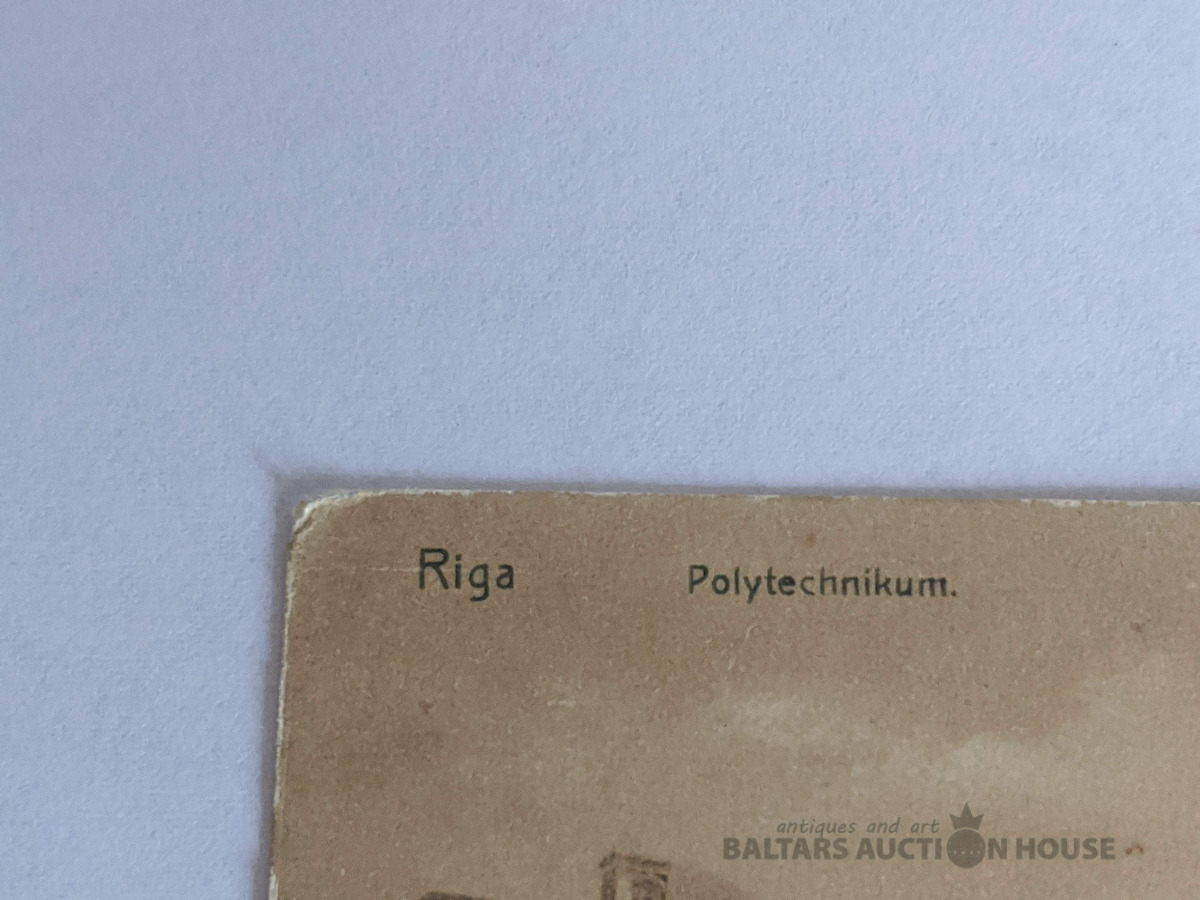 Riga Polytechnikum.
antiques and art
BALTARS AUCTION HOUSE